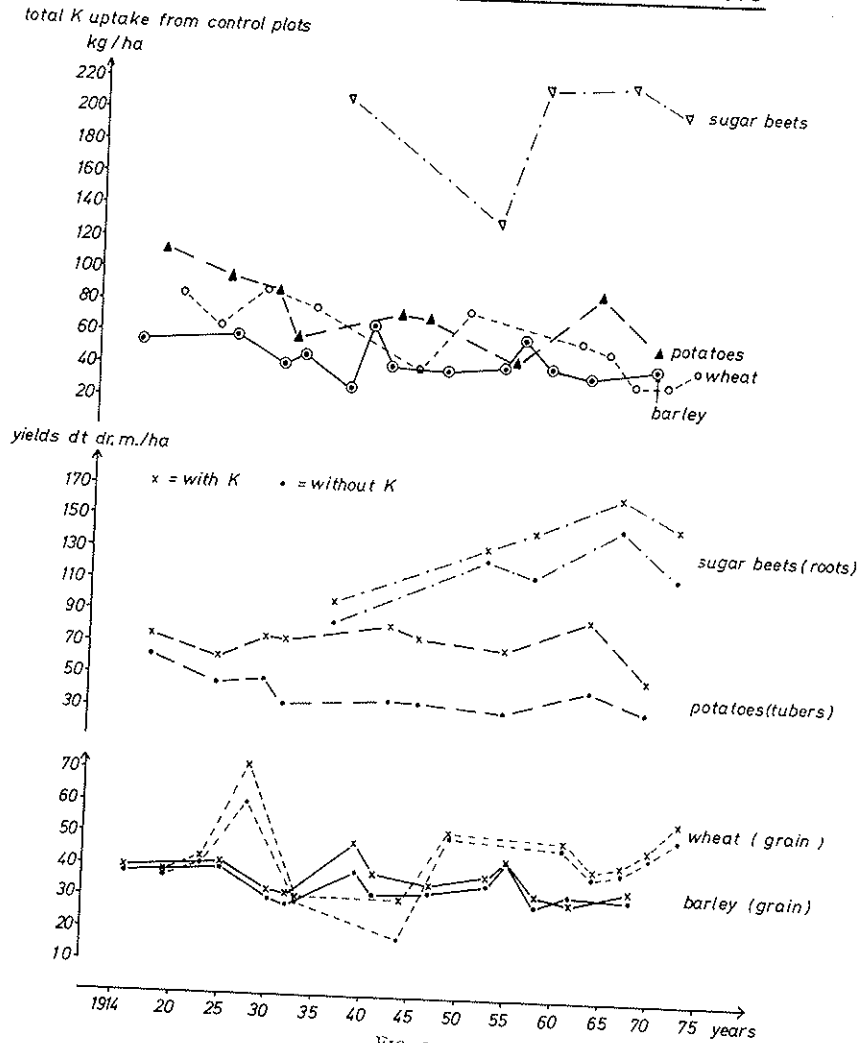 total K uptake from control plots
kg/ha
220
200
180
160
140
120
100
80
60
40
20
sugar beets
potatoes
wheat
barley
yields dt dr. m./ha
x = with K • = without K
170
150
130
110
90
70
50
30
sugar beets (roots)
potatoes (tubers)
70
60
50
40
30
20
10
wheat (grain)
barley (grain)
1914 20 25 30 35 40 45 50 55 60 65 70 75 years